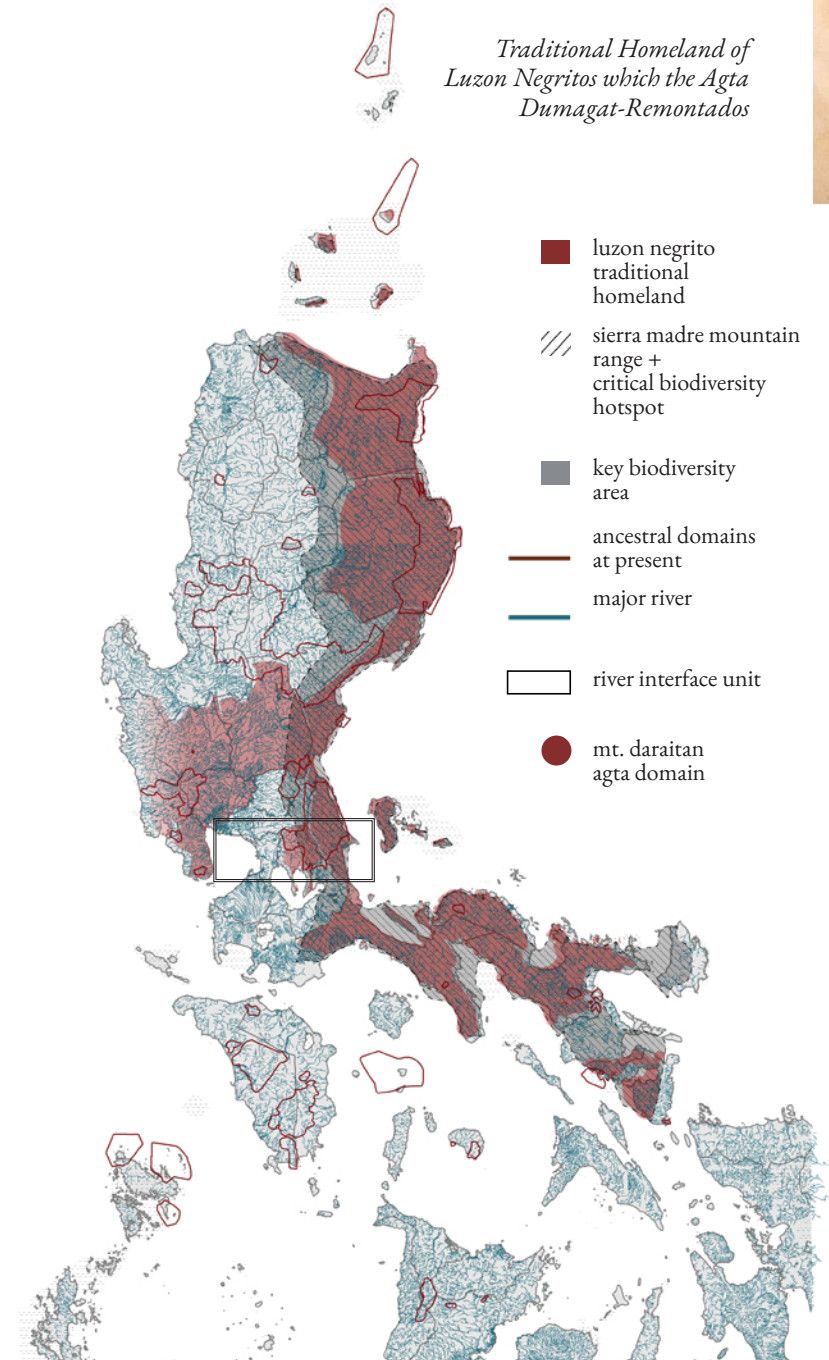 Traditional Homeland of
Luzon Negritos which the Agta
Dumagat-Remontados
luzon negrito
traditional
homeland
sierra madre mountain
range +
critical biodiversity
hotspot
key biodiversity
area
ancestral domains
at present
major river
river interface unit
mt. daraitan
agta domain